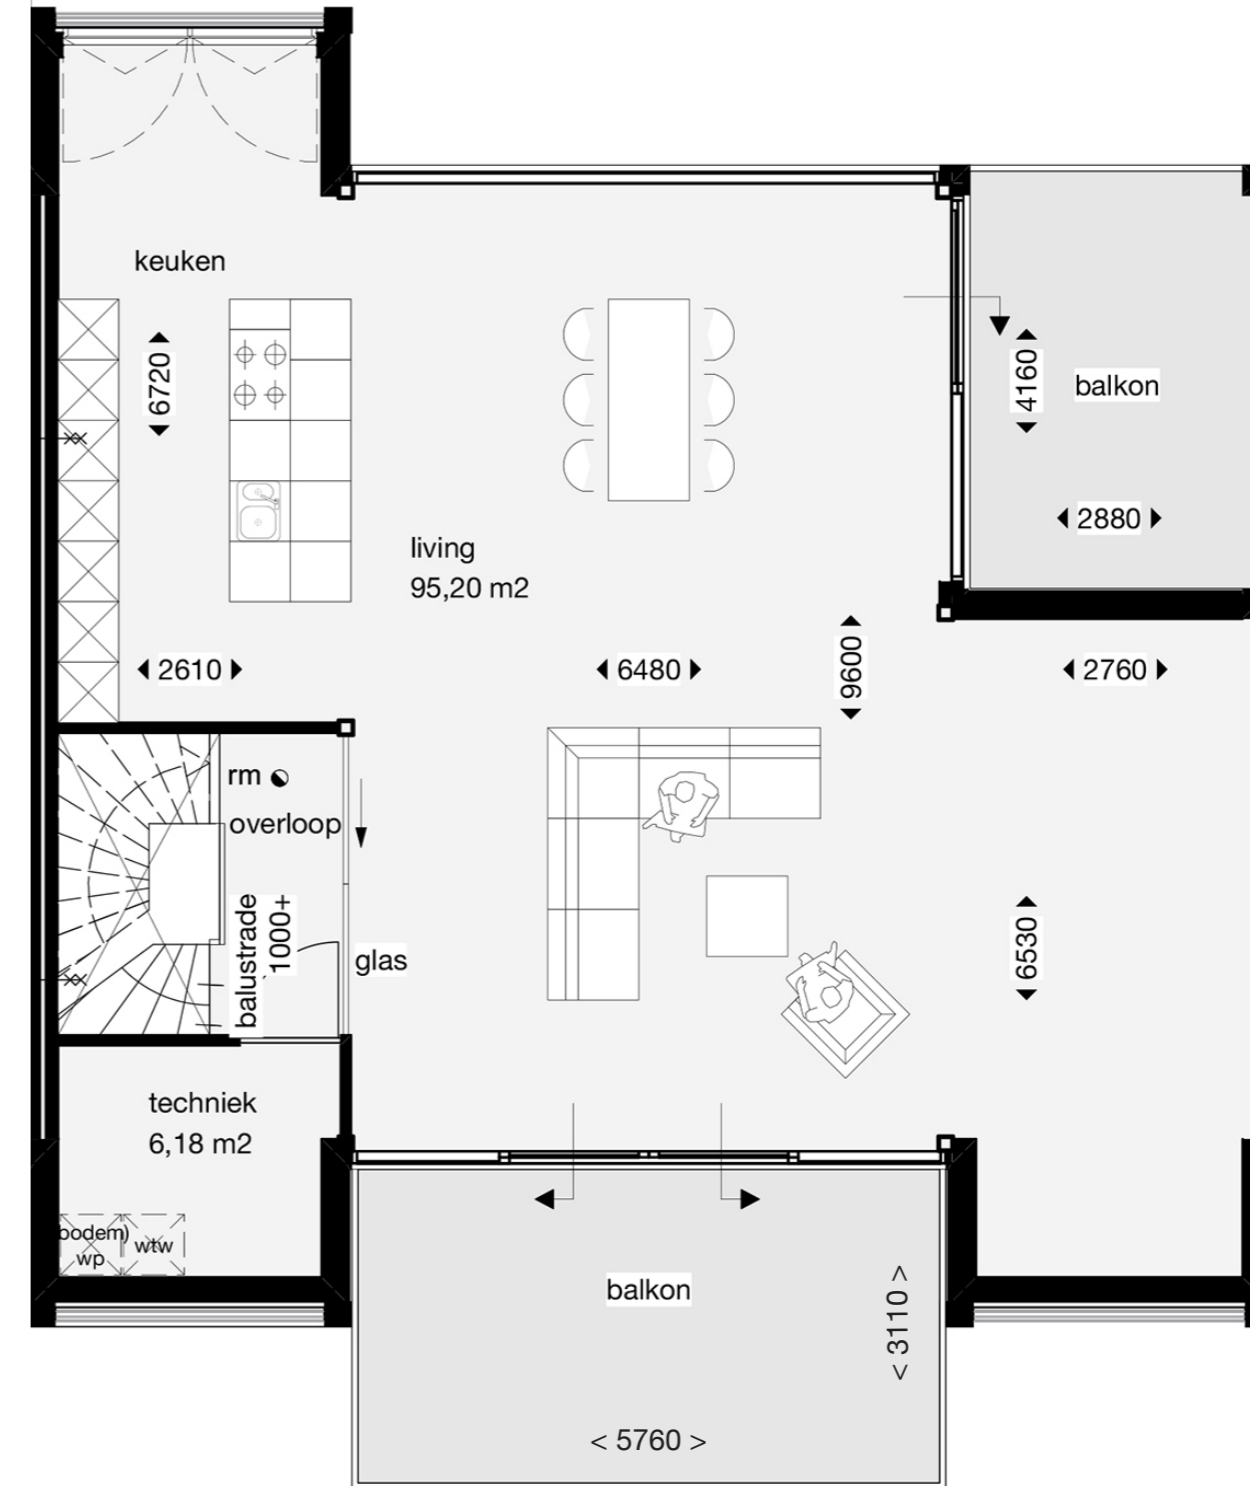 keuken
6720
4160
balkon
2880
living
95,20 m2
2610
6480
9600
2760
rm
overloop
balustrade
1000+
glas
6530
techniek
6,18 m2
bodem)
wp
wtw
balkon
< 3110 >
< 5760 >